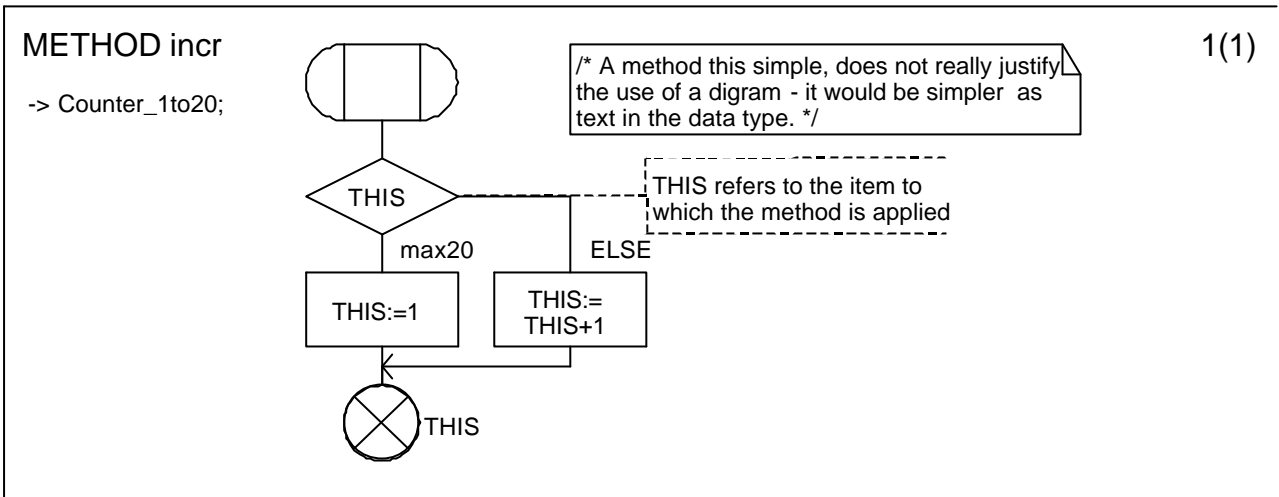 METHOD incr
1(1)
-> Counter_1to20;
/* A method this simple, does not really justify
the use of a digram - it would be simpler as
text in the data type. */
THIS
THIS refers to the item to
which the method is applied
max20
ELSE
THIS:=1
THIS:=
THIS+1
THIS